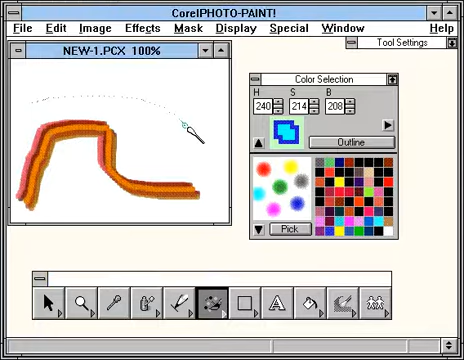 CorelPHOTO-PAINT!
File Edit Image Effects Mask Display Special Window Help
Tool Settings
NEW-1.PCX 100%
Color Selection
H S B
240 214 208
Outline
Pick
A